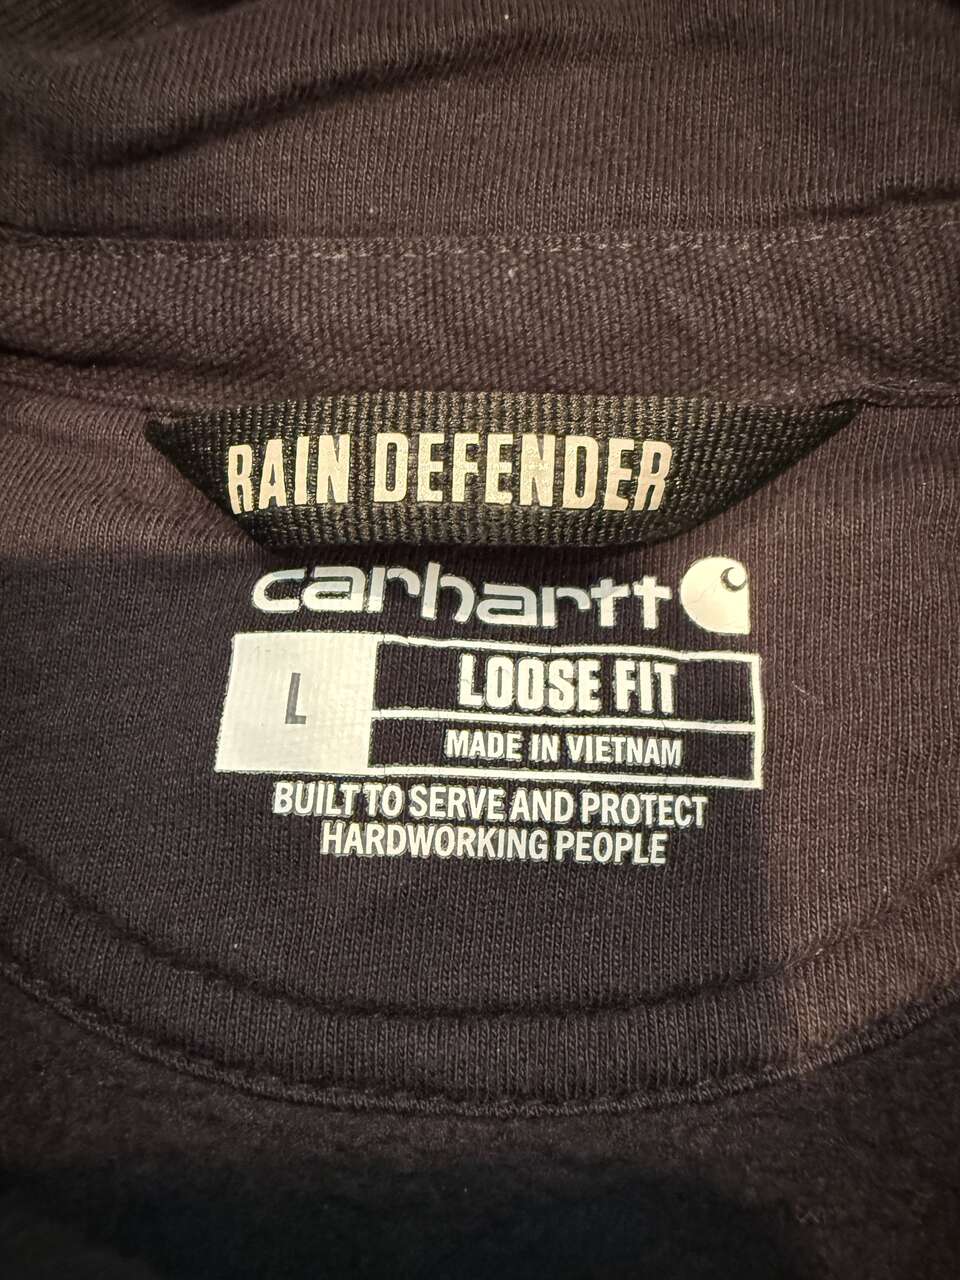 RAIN DEFENDER
carhartt
L
LOOSE FIT
MADE IN VIETNAM
BUILT TO SERVE AND PROTECT
HARDWORKING PEOPLE